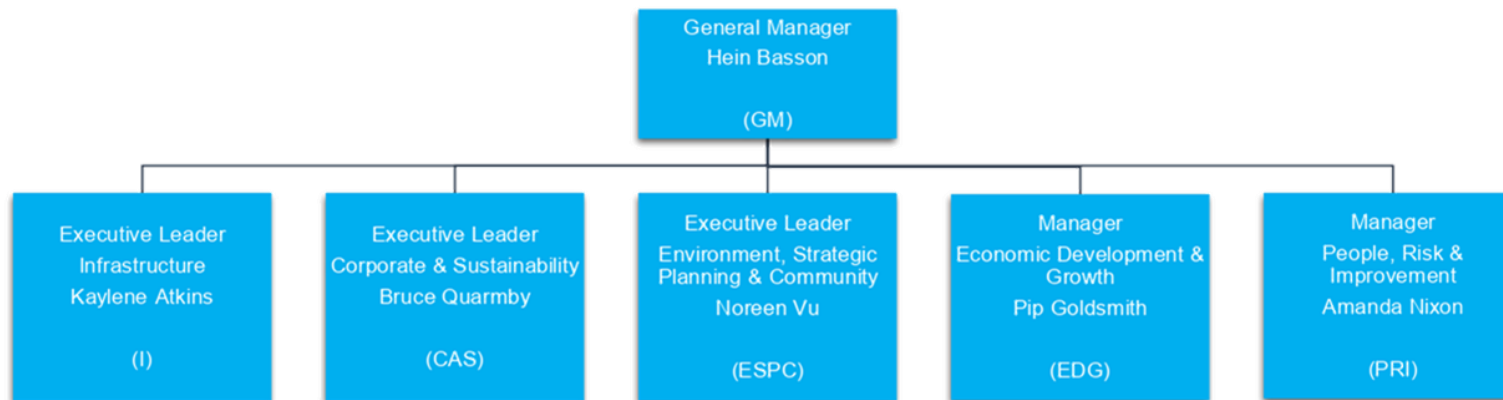 General Manager
Hein Basson
(GM)
Executive Leader
Infrastructure
Kaylene Atkins
(I)
Executive Leader
Corporate & Sustainability
Bruce Quarmby
(CAS)
Executive Leader
Environment, Strategic
Planning & Community
Noreen Vu
(ESPC)
Manager
Economic Development &
Growth
Pip Goldsmith
(EDG)
Manager
People, Risk &
Improvement
Amanda Nixon
(PRI)